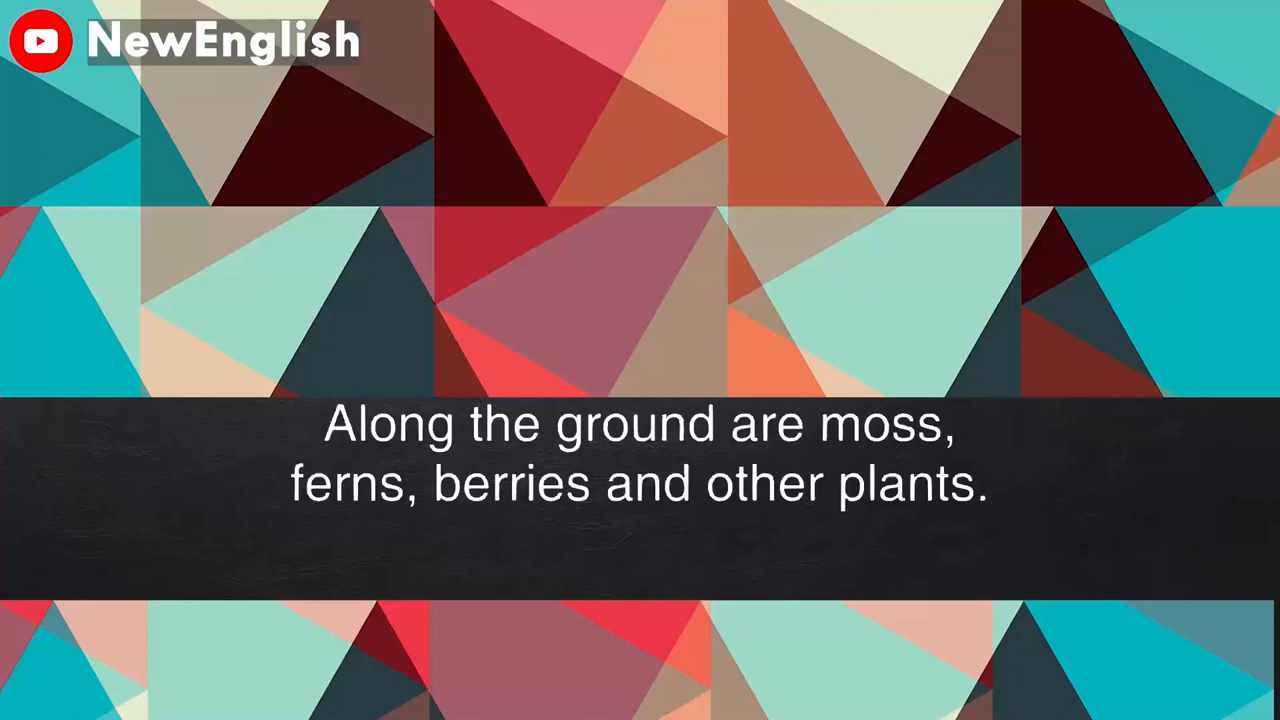 NewEnglish
Along the ground are moss,
ferns, berries and other plants.